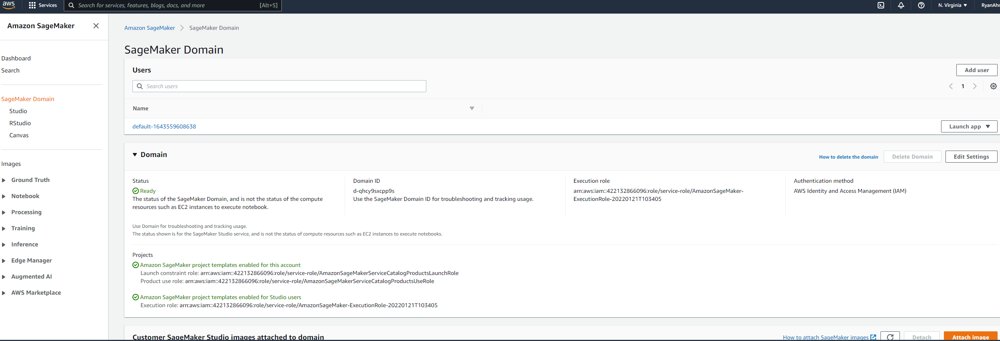 aws
Services
Search for services, features, blogs, docs, and more
[Alt+S]
N. Virginia
RyanAhr
Amazon SageMaker
Dashboard
Search
SageMaker Domain
Studio
RStudio
Canvas
Images
Ground Truth
Notebook
Processing
Training
Inference
Edge Manager
Augmented AI
AWS Marketplace
Amazon SageMaker > SageMaker Domain
SageMaker Domain
Users
Add user
Search users
1
Name
default-1643559608638
Launch app
Domain
How to delete the domain
Delete Domain
Edit Settings
Status
Ready
The status of the SageMaker Domain, and is not the status of the compute
resources such as EC2 instances to execute notebook.
Domain ID
d-qhcy9sxcpp9s
Use the SageMaker Domain ID for troubleshooting and tracking usage.
Execution role
arn:aws:iam::422132866096:role/service-role/AmazonSageMaker-
ExecutionRole-20220121T103405
Authentication method
AWS Identity and Access Management (IAM)
Use Domain for troubleshooting and tracking usage.
The status shown is for the SageMaker Studio service, and is not the status of compute resources such as EC2 instances to execute notebooks.
Projects
Amazon SageMaker project templates enabled for this account
Launch constraint role: arn:aws:iam::422132866096:role/service-role/AmazonSageMakerServiceCatalogProductsLaunchRole
Product use role: arn:aws:iam::422132866096:role/service-role/AmazonSageMakerServiceCatalogProductsUseRole
Amazon SageMaker project templates enabled for Studio users
Execution role: arn:aws:iam::422132866096:role/service-role/AmazonSageMaker-ExecutionRole-20220121T103405
Customer SageMaker Studio images attached to domain
How to attach SageMaker images
Detach
Attach image